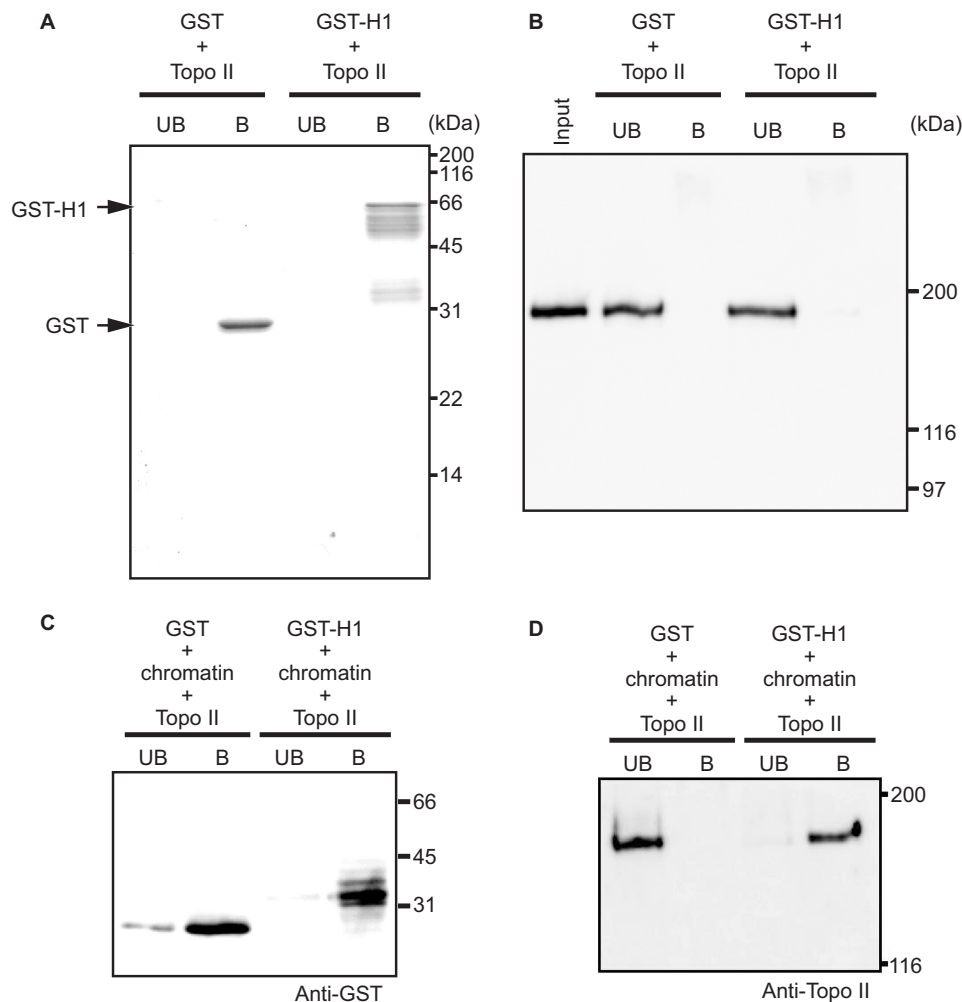 A
GST
+
Topo II
GST-H1
+
Topo II
UB B UB B (kDa)
200
116
66
45
31
22
14
GST-H1
GST
B
GST
+
Topo II
GST-H1
+
Topo II
Input UB B UB B (kDa)
200
116
97
C
GST
+
chromatin
+
Topo II
GST-H1
+
chromatin
+
Topo II
UB B UB B
66
45
31
Anti-GST
D
GST
+
chromatin
+
Topo II
GST-H1
+
chromatin
+
Topo II
UB B UB B
200
116
Anti-Topo II